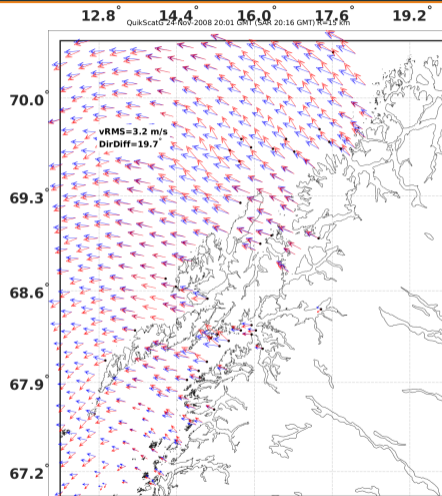 12.8° 14.4° 16.0° 17.6° 19.2°
QuikScatG 24-Nov-2008 20:01 GMT (SAR 20:16 GMT) R=15 km
70.0°
vRMS=3.2 m/s
DirDiff=19.7°
69.3°
68.6°
67.9°
67.2°